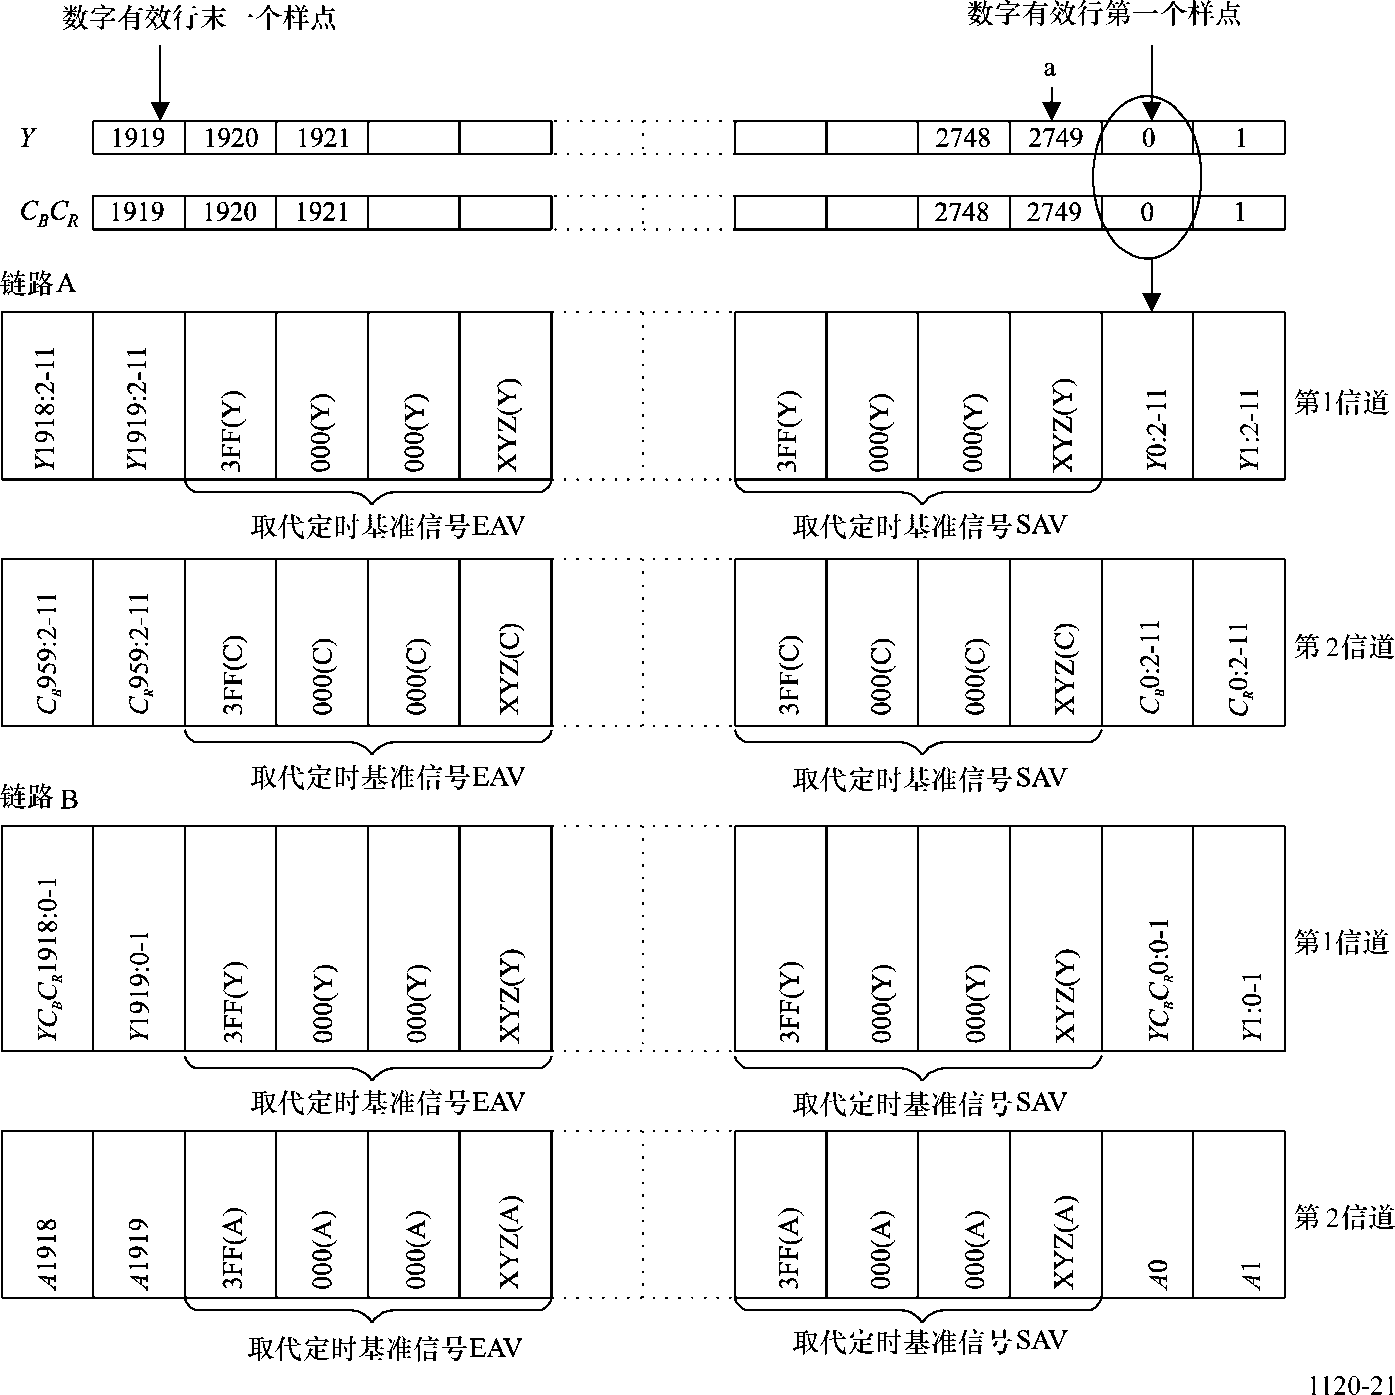 数字有效行末一个样点
数字有效行第一个样点
a
Y 1919 1920 1921 2748 2749 0 1
CBCR 1919 1920 1921 2748 2749 0 1
链路A
Y1918:2-11 Y1919:2-11 3FF(Y) 000(Y) 000(Y) XYZ(Y) 3FF(Y) 000(Y) 000(Y) XYZ(Y) Y0:2-11 Y1:2-11 第1信道
取代定时基准信号EAV 取代定时基准信号SAV
CB959:2-11 CR959:2-11 3FF(C) 000(C) 000(C) XYZ(C) 3FF(C) 000(C) 000(C) XYZ(C) CB0:2-11 CR0:2-11 第2信道
取代定时基准信号EAV 取代定时基准信号SAV
链路B
YCBCR1918:0-1 Y1919:0-1 3FF(Y) 000(Y) 000(Y) XYZ(Y) 3FF(Y) 000(Y) 000(Y) XYZ(Y) YCBCR0:0-1 Y1:0-1 第1信道
取代定时基准信号EAV 取代定时基准信号SAV
A1918 A1919 3FF(A) 000(A) 000(A) XYZ(A) 3FF(A) 000(A) 000(A) XYZ(A) A0 A1 第2信道
取代定时基准信号EAV 取代定时基准信号SAV
1120-21